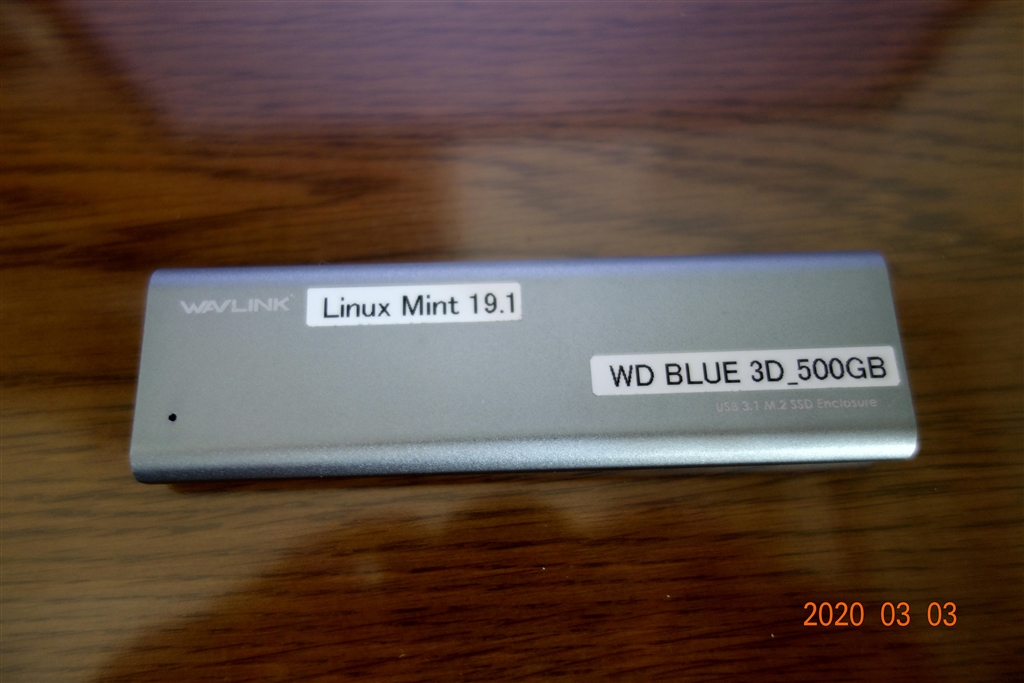 WAVLINK
Linux Mint 19.1
WD BLUE 3D_500GB
USB 3.1 M.2 SSD Enclosure
2020 03 03